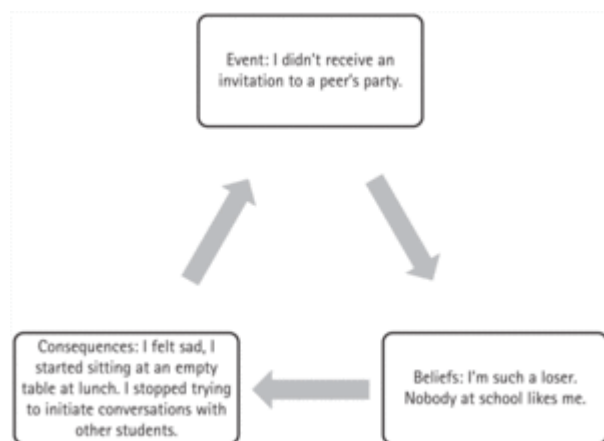 Event: I didn't receive an
invitation to a peer's party.
Consequences: I felt sad, I
started sitting at an empty
table at lunch. I stopped trying
to initiate conversations with
other students.
Beliefs: I'm such a loser.
Nobody at school likes me.